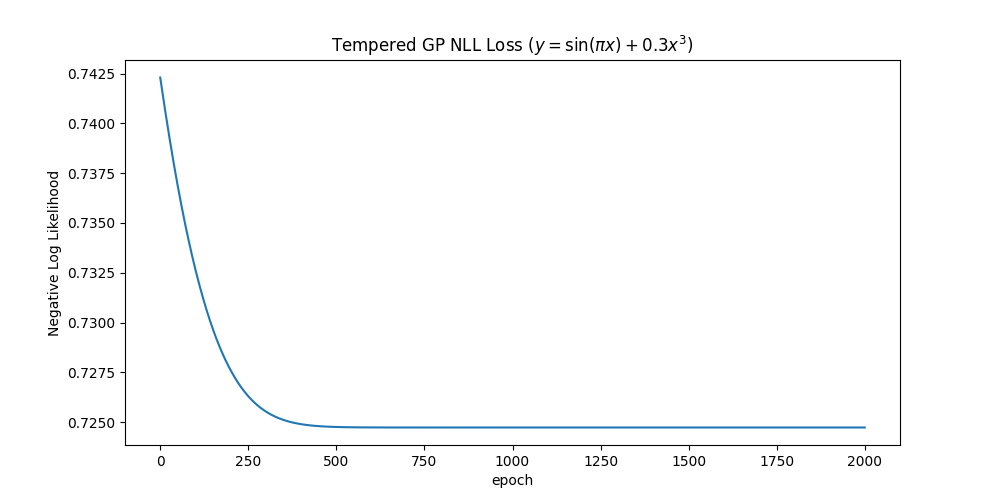 Tempered GP NLL Loss (y = sin(πx) + 0.3x³)
Negative Log Likelihood
0.7425
0.7400
0.7375
0.7350
0.7325
0.7300
0.7275
0.7250
0 250 500 750 1000 1250 1500 1750 2000
epoch